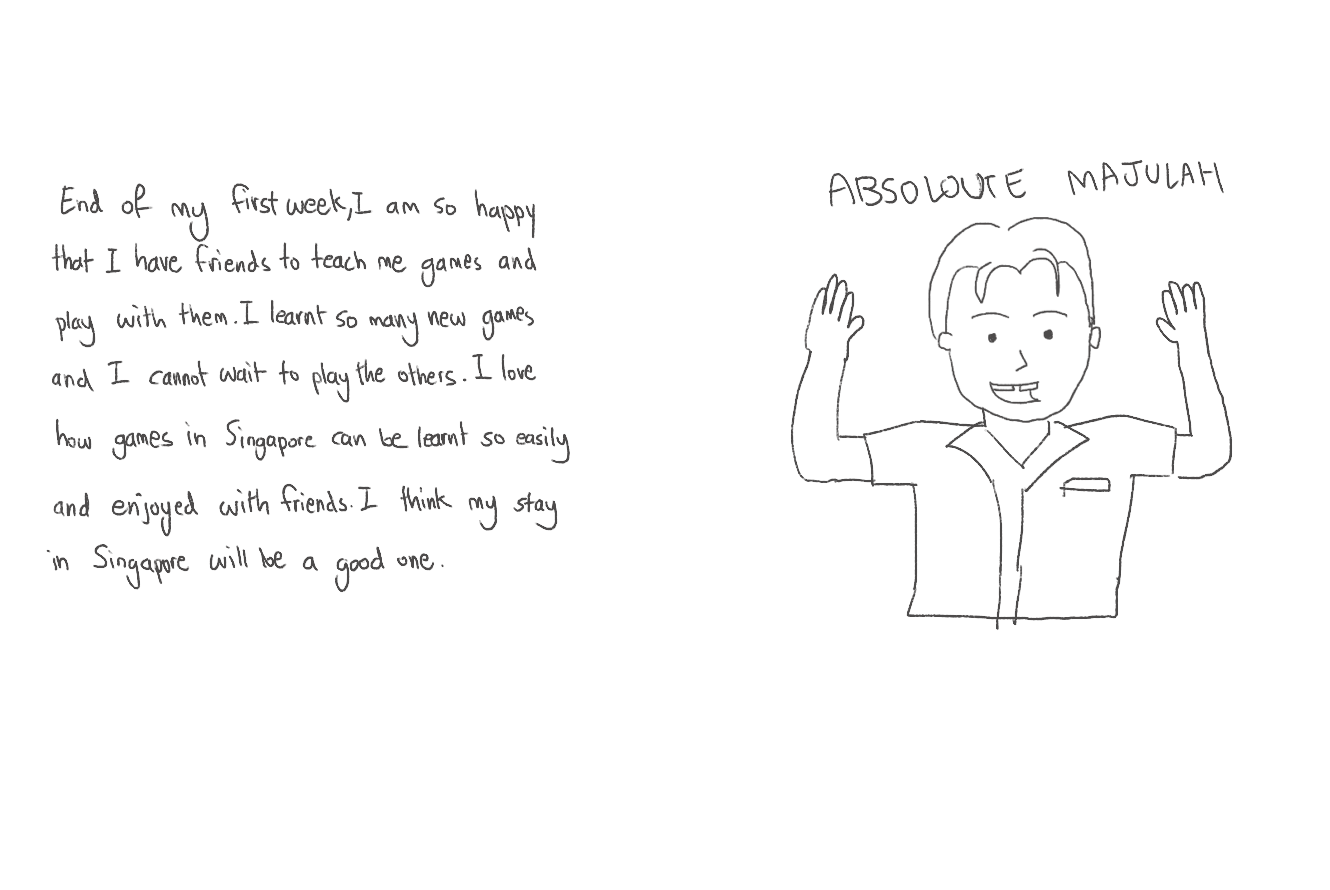 End of my first week, I am so happy
that I have friends to teach me games and
play with them. I learnt so many new games
and I cannot wait to play the others. I love
how games in Singapore can be learnt so easily
and enjoyed with friends. I think my stay
in Singapore will be a good one.
ABSOLOUTE MAJULAH